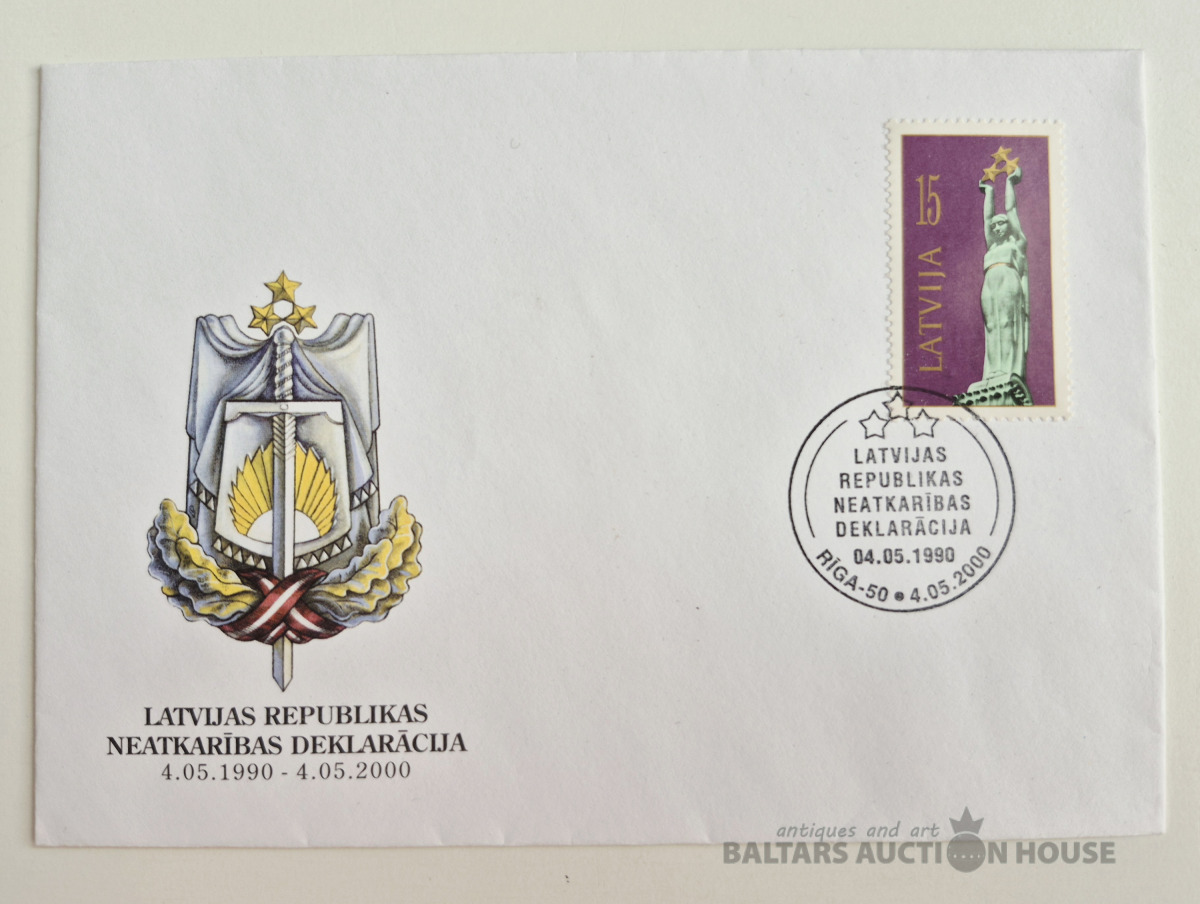 15
LATVIJA
LATVIJAS
REPUBLIKAS
NEATKARĪBAS
DEKLARĀCIJA
04.05.1990
RĪGA-50 4.05.2000
LATVIJAS REPUBLIKAS
NEATKARĪBAS DEKLARĀCIJA
4.05.1990 - 4.05.2000
antiques and art
BALTARS AUCTION HOUSE